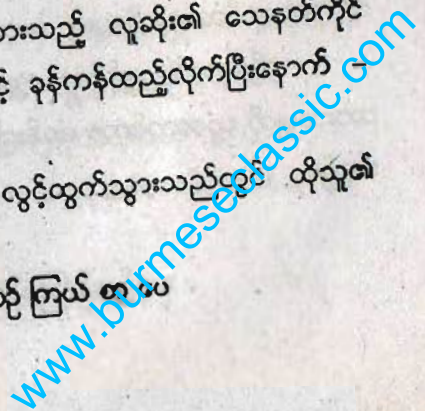 ားသည့် လူဆိုး၏ သေနတ်ကိုင်
့် ခုန်ကန်ထည့်လိုက်ပြီးနောက် –
လွင့်ထွက်သွားသည်တွင် ထိုသူ၏
ဉ် ကြယ် စာ ပေ
www.burmeseclassic.com